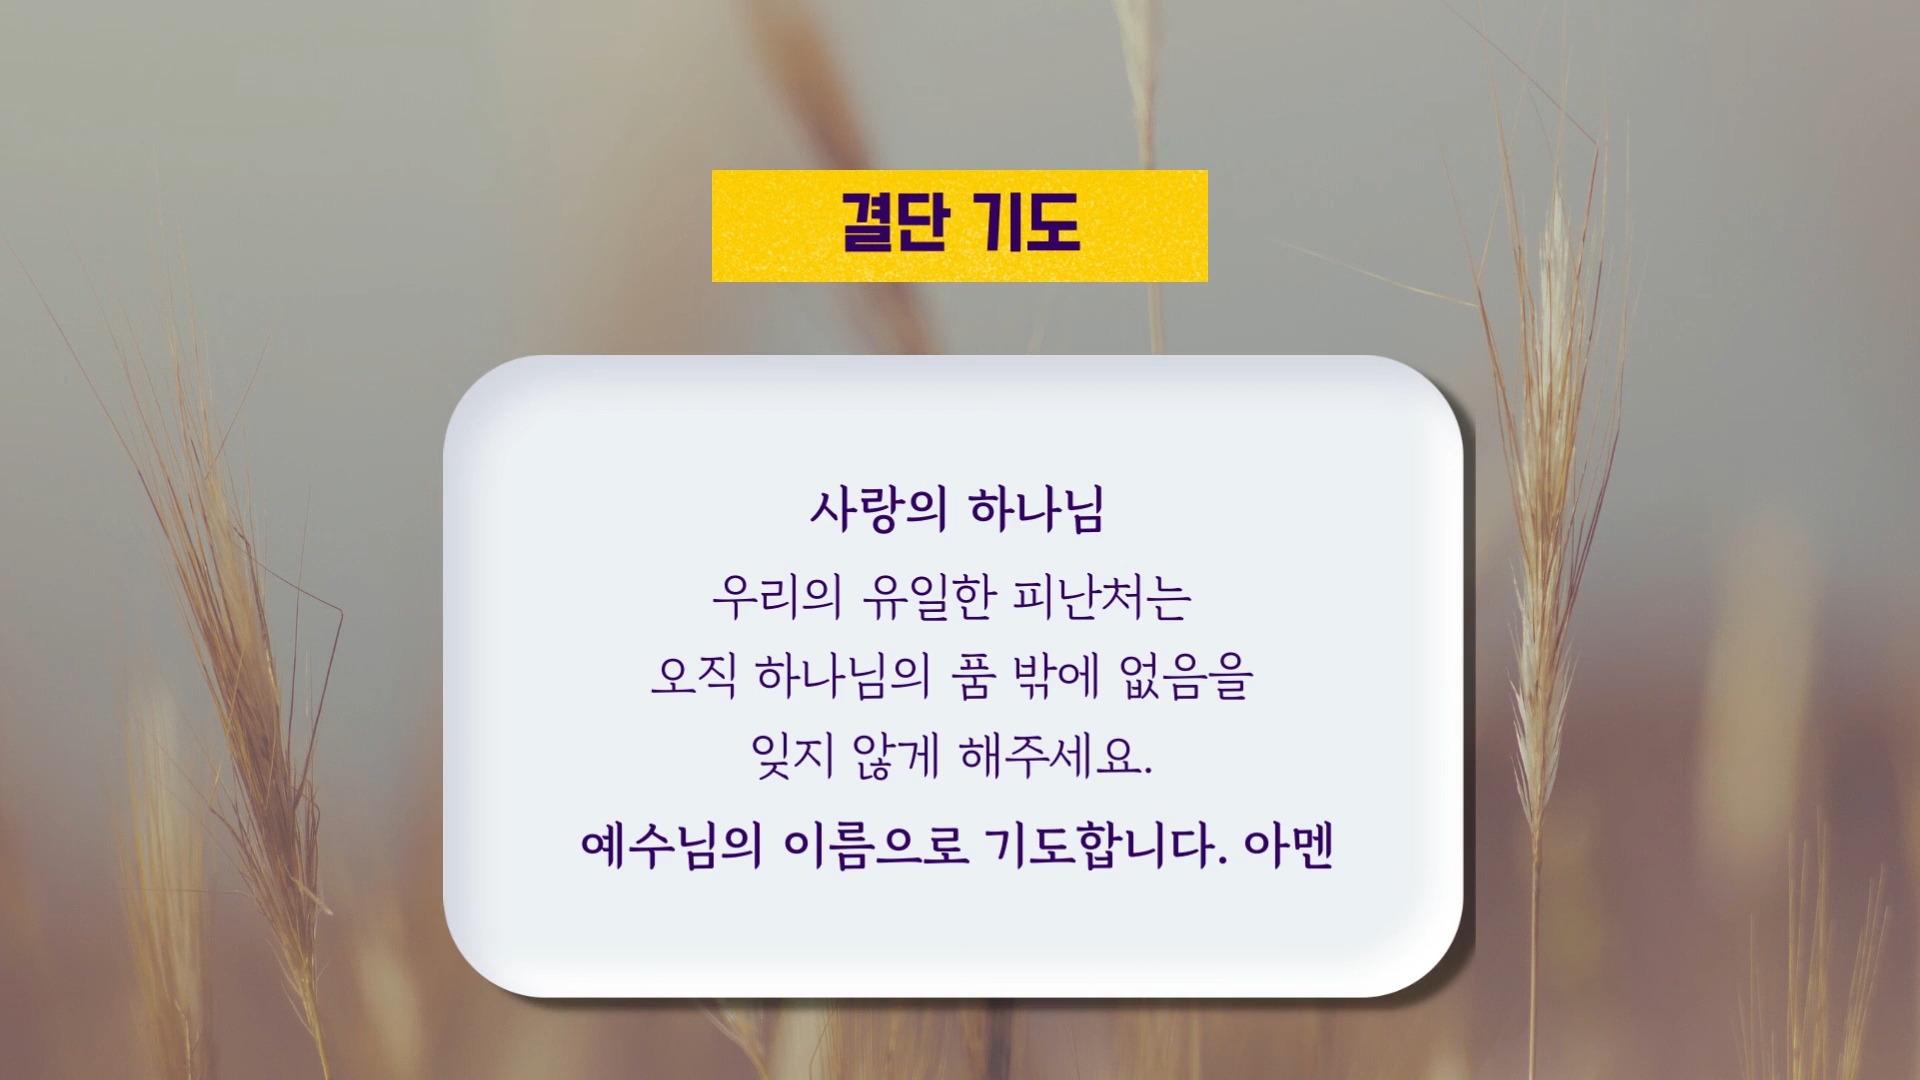 결단 기도
사랑의 하나님
우리의 유일한 피난처는
오직 하나님의 품 밖에 없음을
잊지 않게 해주세요.
예수님의 이름으로 기도합니다. 아멘